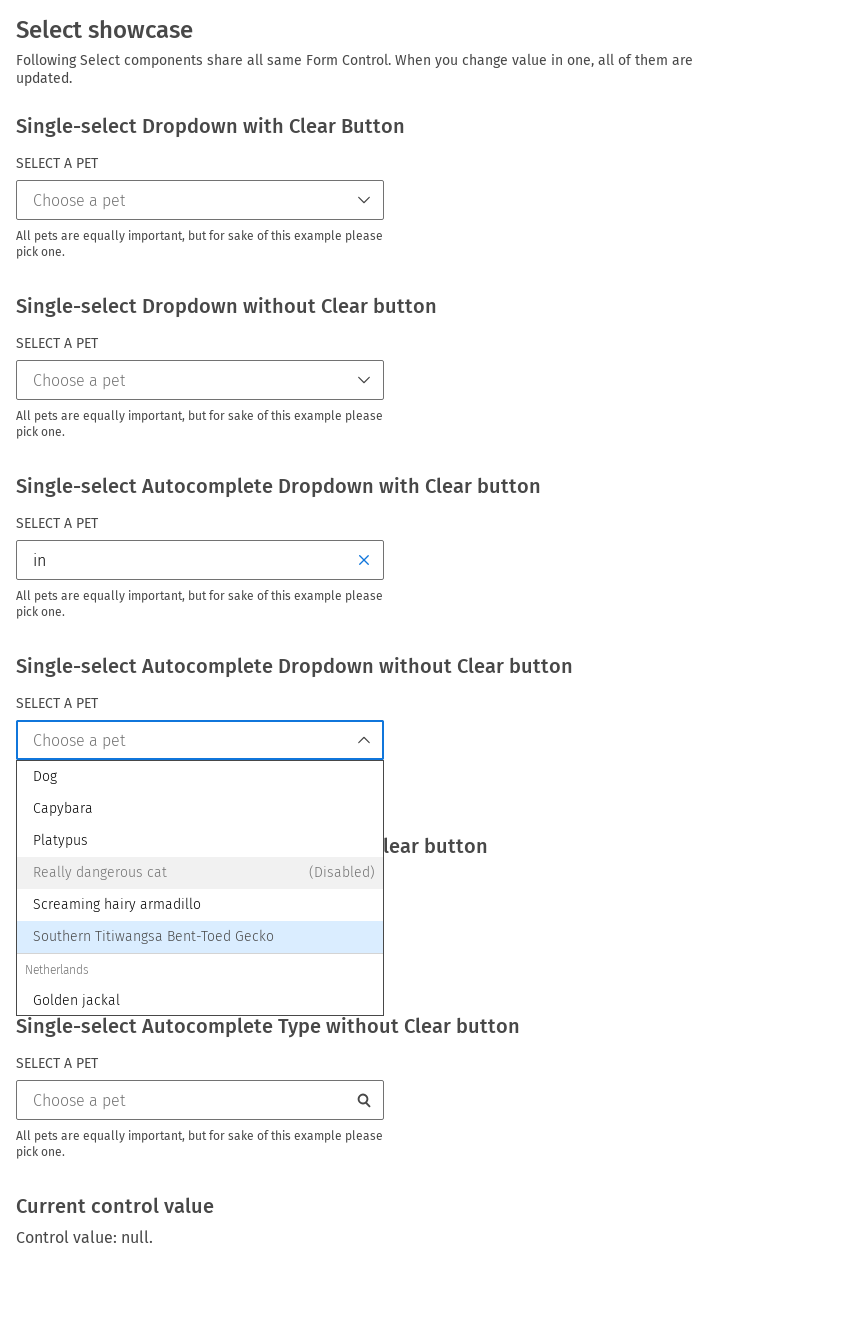 Select showcase
Following Select components share all same Form Control. When you change value in one, all of them are
updated.
Single-select Dropdown with Clear Button
SELECT A PET
Choose a pet
All pets are equally important, but for sake of this example please
pick one.
Single-select Dropdown without Clear button
SELECT A PET
Choose a pet
All pets are equally important, but for sake of this example please
pick one.
Single-select Autocomplete Dropdown with Clear button
SELECT A PET
in
All pets are equally important, but for sake of this example please
pick one.
Single-select Autocomplete Dropdown without Clear button
SELECT A PET
Choose a pet
Dog
Capybara
Platypus
lear button
Really dangerous cat (Disabled)
Screaming hairy armadillo
Southern Titiwangsa Bent-Toed Gecko
Netherlands
Golden jackal
Single-select Autocomplete Type without Clear button
SELECT A PET
Choose a pet
All pets are equally important, but for sake of this example please
pick one.
Current control value
Control value: null.